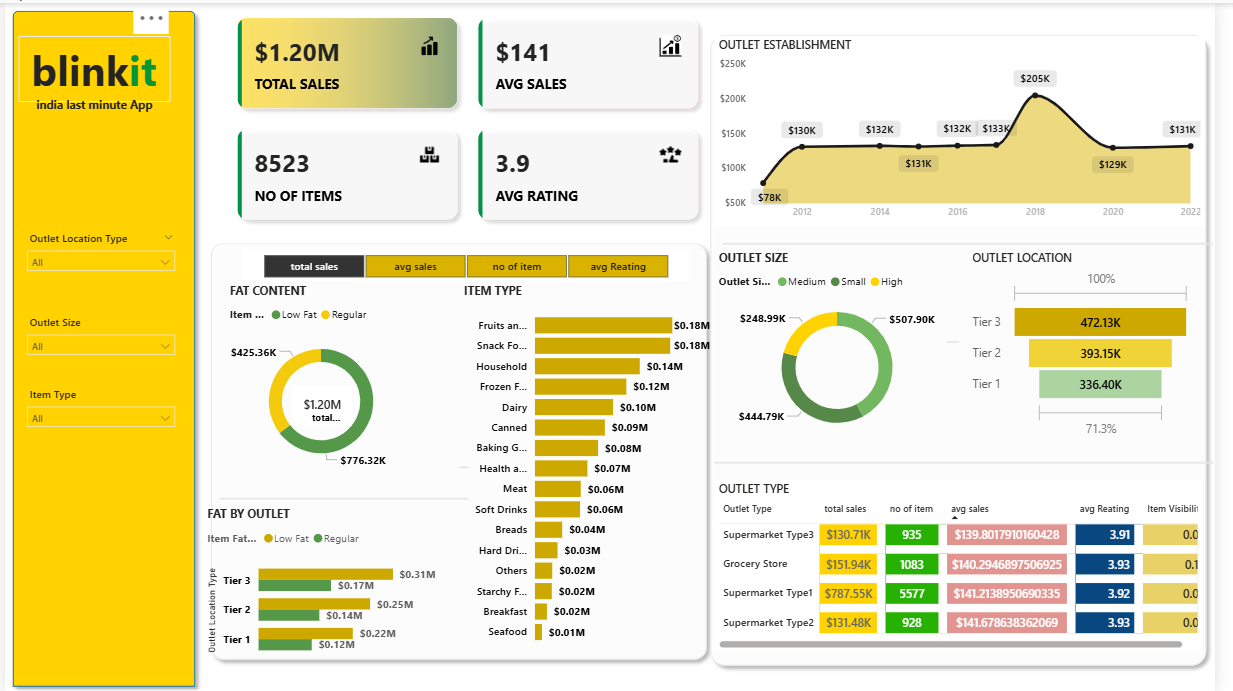 blinkit
india last minute App
Outlet Location Type
All
Outlet Size
All
Item Type
All
$1.20M
TOTAL SALES
$141
AVG SALES
8523
NO OF ITEMS
3.9
AVG RATING
total sales
avg sales
no of item
avg Reating
FAT CONTENT
Item ... Low Fat Regular
$425.36K
$1.20M
total...
$776.32K
FAT BY OUTLET
Item Fat... Low Fat Regular
Outlet Location Type
Tier 3 $0.31M
$0.17M
Tier 2 $0.25M
$0.14M
Tier 1 $0.22M
$0.12M
ITEM TYPE
Fruits an... $0.18M
Snack Fo... $0.18M
Household $0.14M
Frozen F... $0.12M
Dairy $0.10M
Canned $0.09M
Baking G... $0.08M
Health a... $0.07M
Meat $0.06M
Soft Drinks $0.06M
Breads $0.04M
Hard Dri... $0.03M
Others $0.02M
Starchy F... $0.02M
Breakfast $0.02M
Seafood $0.01M
OUTLET ESTABLISHMENT
$250K
$200K
$150K
$100K
$50K
$78K
$130K
$132K
$131K
$132K
$133K
$205K
$129K
$131K
2012 2014 2016 2018 2020 2022
OUTLET SIZE
Outlet Si... Medium Small High
$248.99K
$507.90K
$444.79K
OUTLET LOCATION
100%
Tier 3 472.13K
Tier 2 393.15K
Tier 1 336.40K
71.3%
OUTLET TYPE
Outlet Type total sales no of item avg sales avg Reating Item Visibili
Supermarket Type3 $130.71K 935 $139.8017910160428 3.91 0.0
Grocery Store $151.94K 1083 $140.2946897506925 3.93 0.1
Supermarket Type1 $787.55K 5577 $141.2138950690335 3.92 0.0
Supermarket Type2 $131.48K 928 $141.678638362069 3.93 0.0